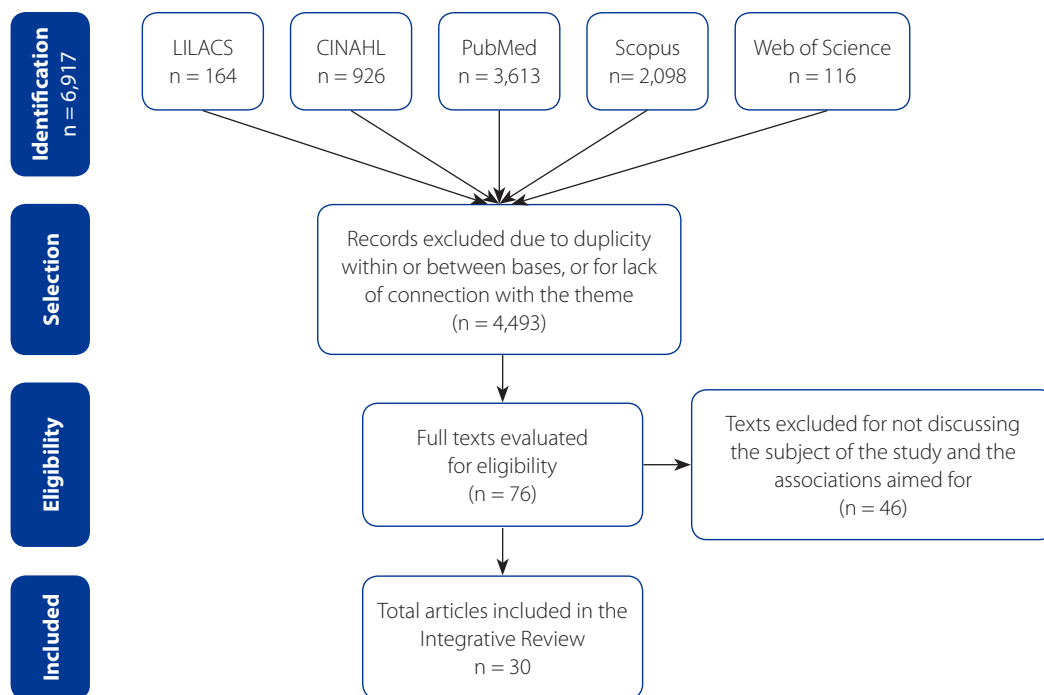 Identification
n = 6,917
LILACS
n = 164
CINAHL
n = 926
PubMed
n = 3,613
Scopus
n= 2,098
Web of Science
n = 116
Selection
Records excluded due to duplicity
within or between bases, or for lack
of connection with the theme
(n = 4,493)
Eligibility
Full texts evaluated
for eligibility
(n = 76)
Texts excluded for not discussing
the subject of the study and the
associations aimed for
(n = 46)
Included
Total articles included in the
Integrative Review
n = 30